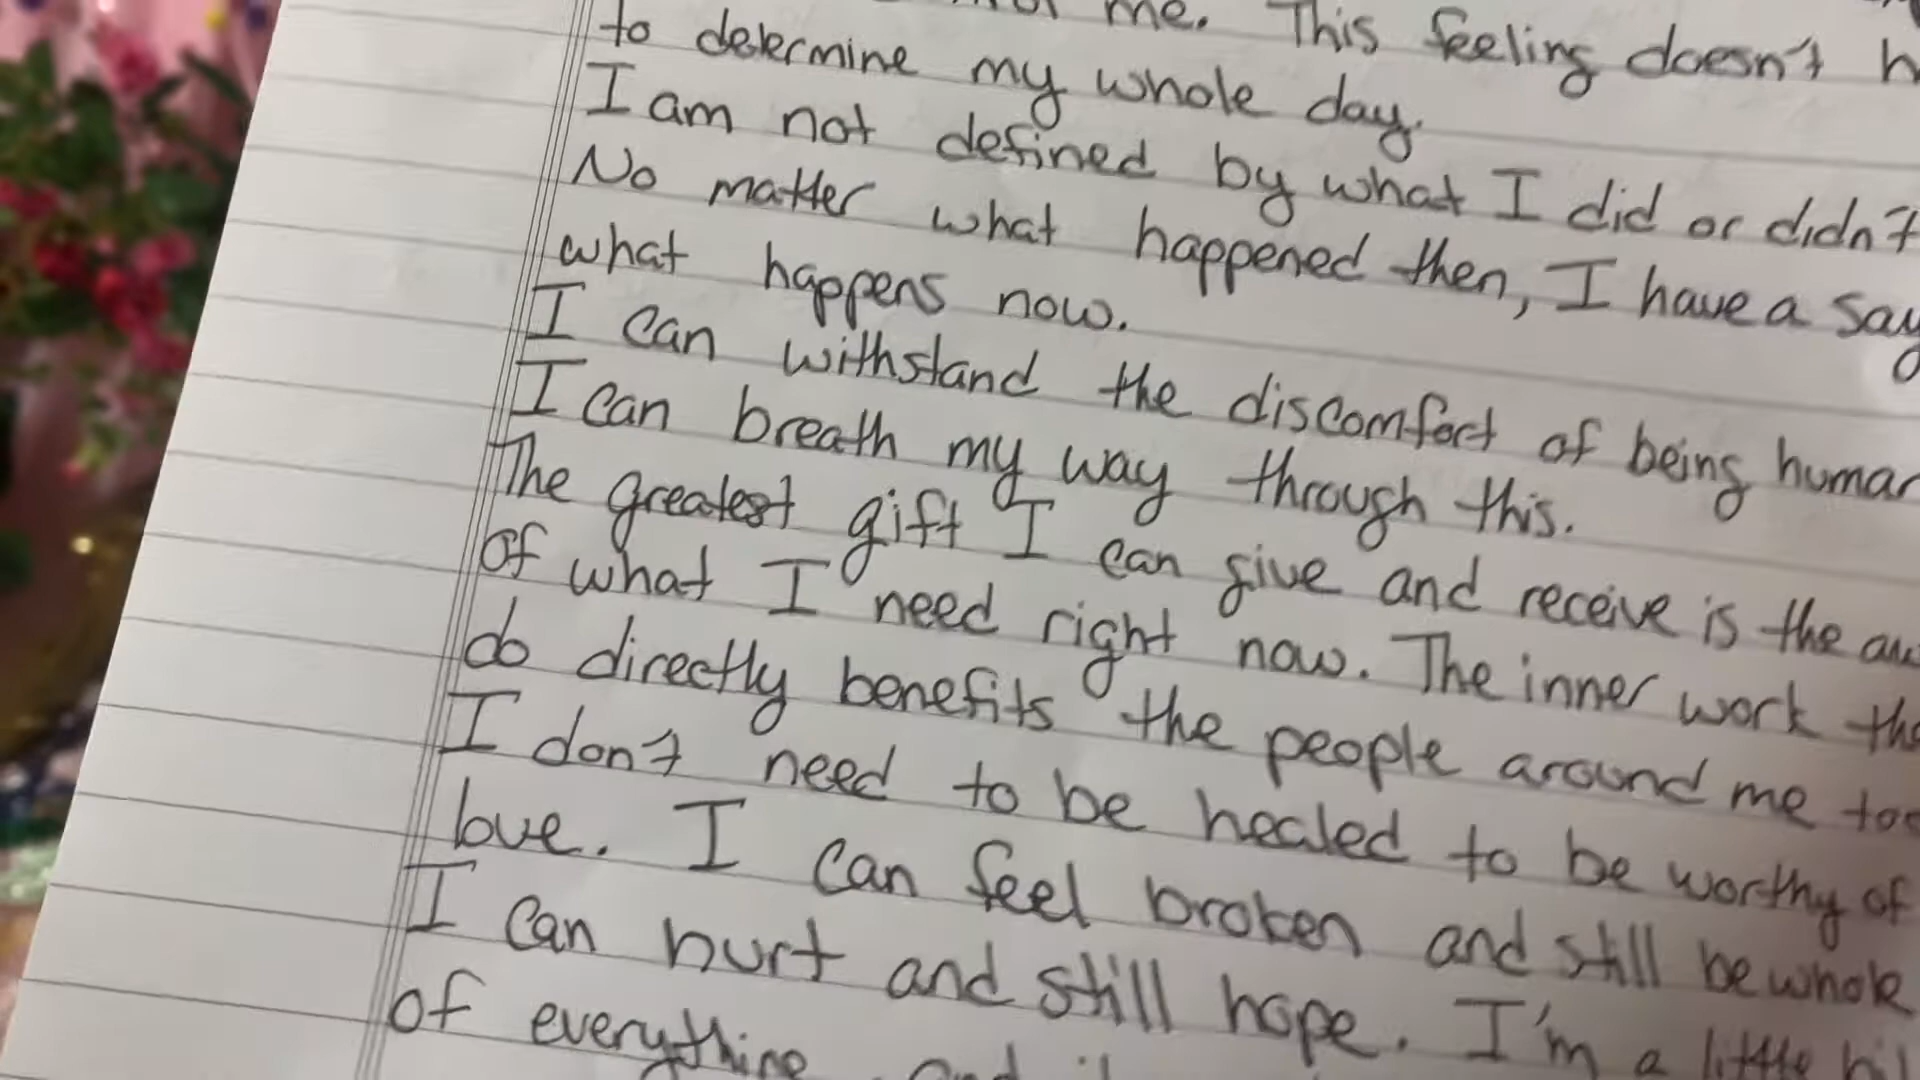 me. This feeling doesn't
to determine my whole day.
I am not defined by what I did or didn't
No matter what happened then, I have a say
what happens now.
I can withstand the discomfort of being human
I can breath my way through this.
The greatest gift I can give and receive is the
of what I need right now. The inner work
do directly benefits the people around me too
I don't need to be healed to be worthy of
love. I can feel broken and still be whole
I can hurt and still hope. I'm a little
of everything and